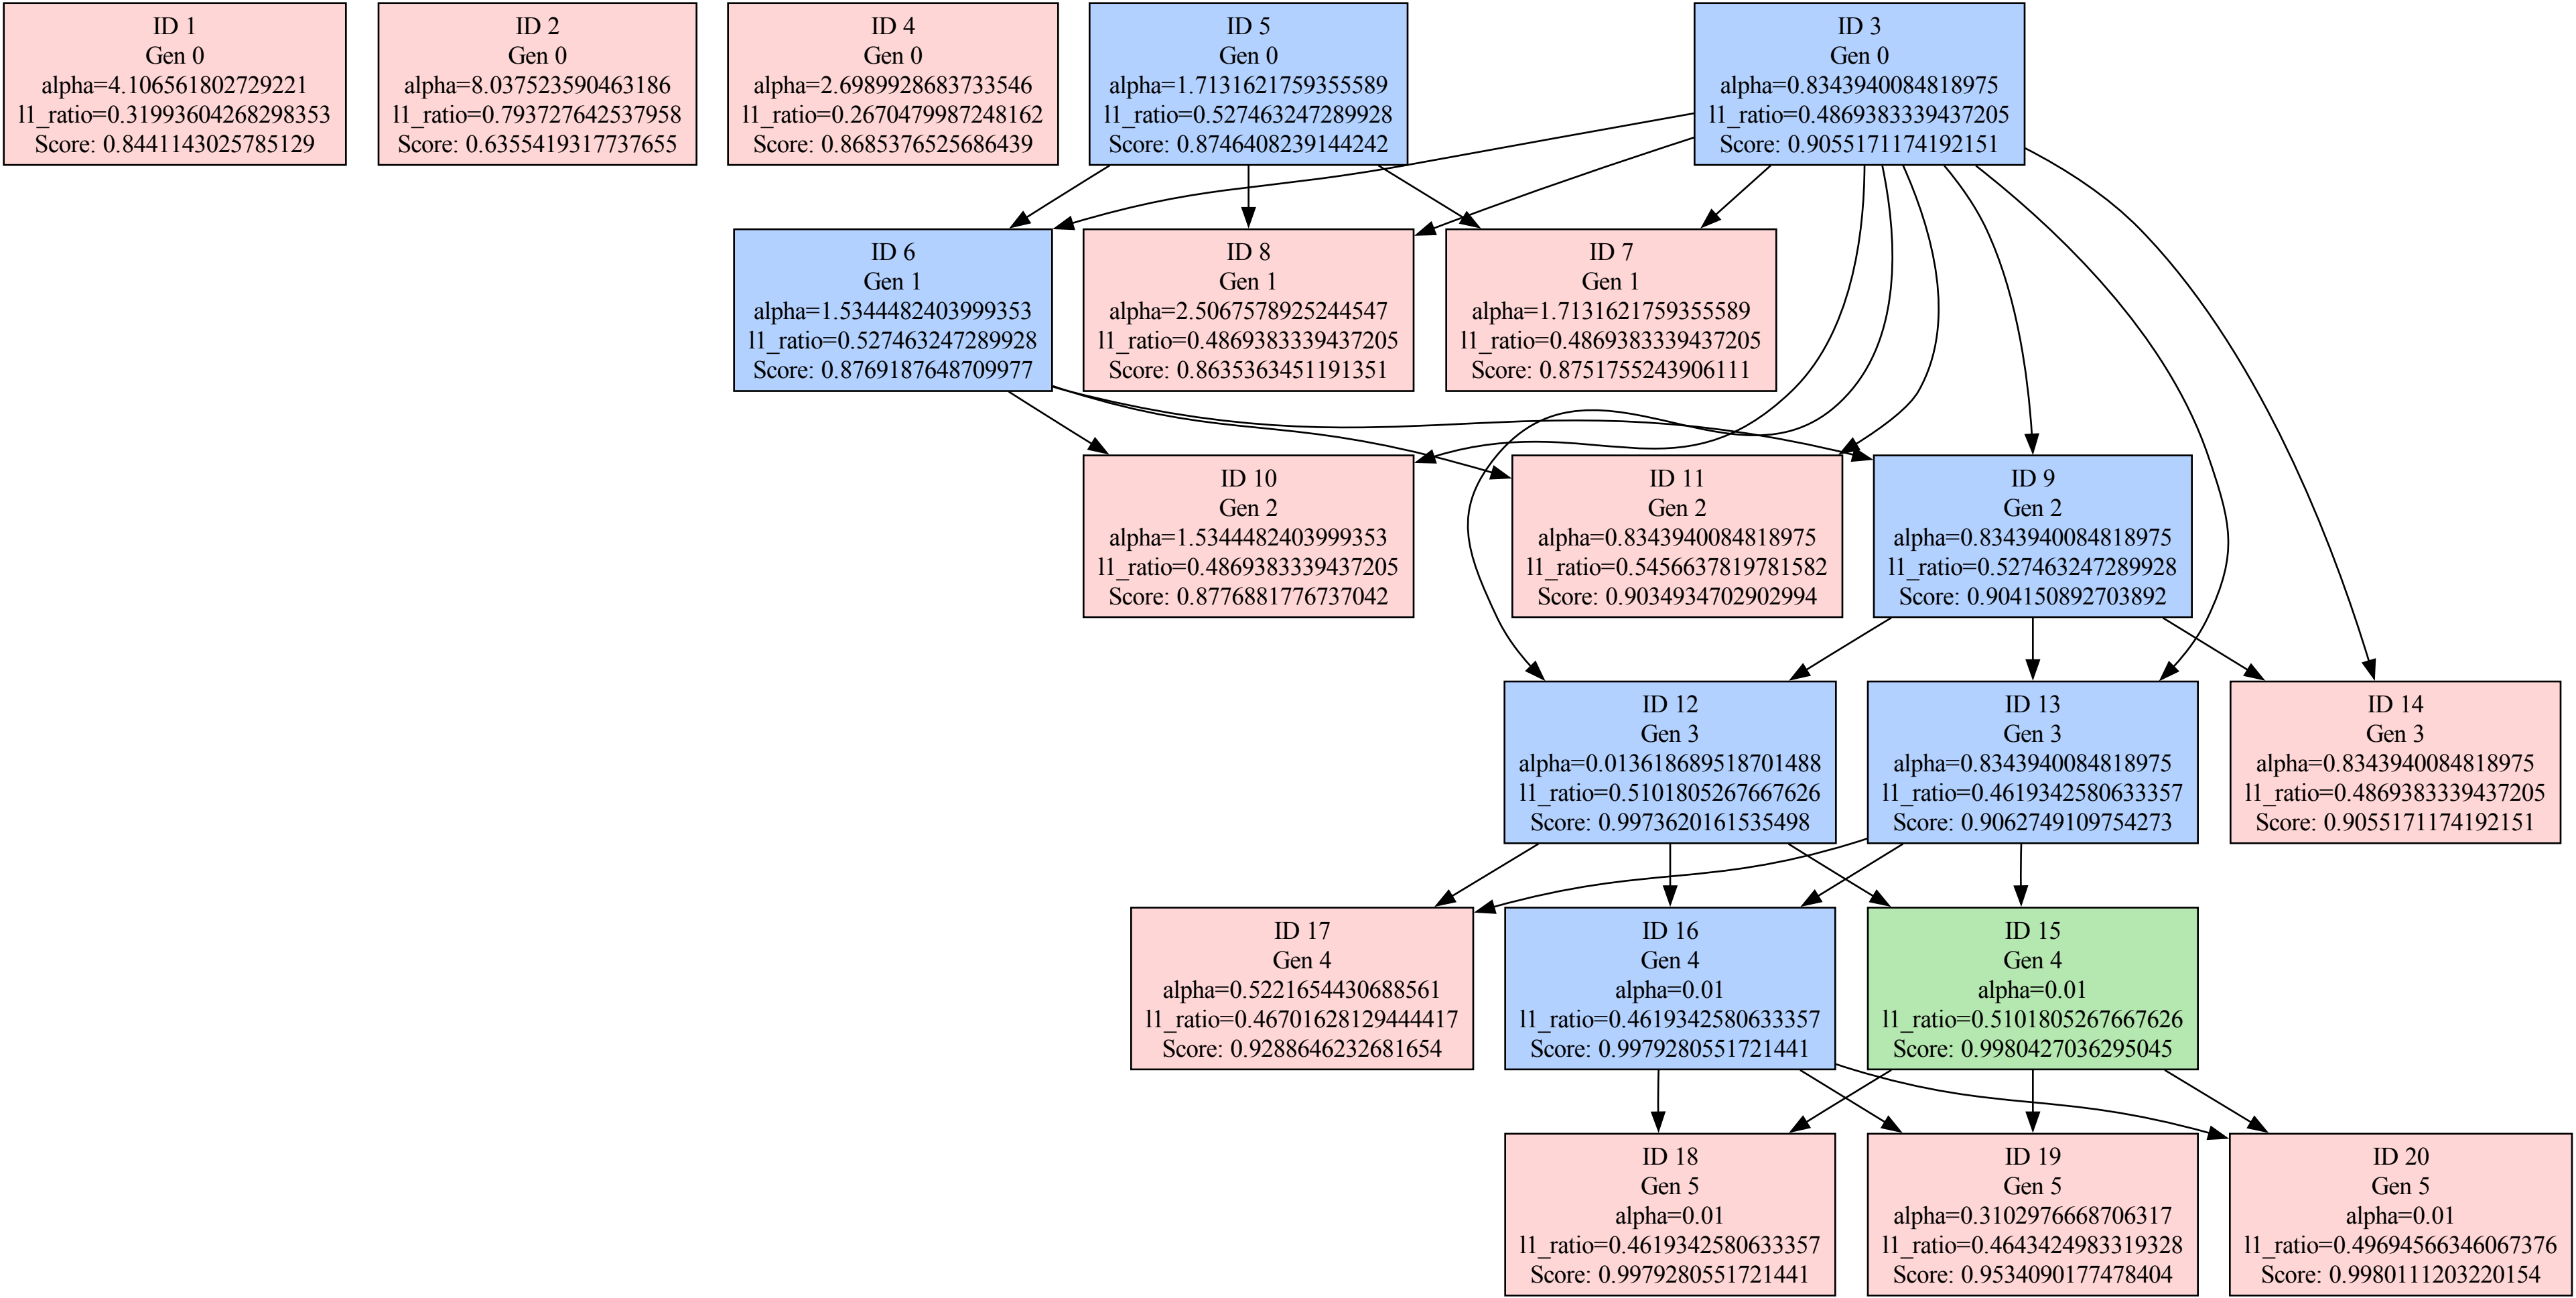 ID 1
Gen 0
alpha=4.106561802729221
l1_ratio=0.31993604268298353
Score: 0.8441143025785129
ID 2
Gen 0
alpha=8.037523590463186
l1_ratio=0.793727642537958
Score: 0.6355419317737655
ID 4
Gen 0
alpha=2.6989928683733546
l1_ratio=0.2670479987248162
Score: 0.8685376525686439
ID 5
Gen 0
alpha=1.7131621759355589
l1_ratio=0.527463247289928
Score: 0.8746408239144242
ID 3
Gen 0
alpha=0.8343940084818975
l1_ratio=0.4869383339437205
Score: 0.9055171174192151
ID 6
Gen 1
alpha=1.5344482403999353
l1_ratio=0.527463247289928
Score: 0.8769187648709977
ID 8
Gen 1
alpha=2.5067578925244547
l1_ratio=0.4869383339437205
Score: 0.8635363451191351
ID 7
Gen 1
alpha=1.7131621759355589
l1_ratio=0.4869383339437205
Score: 0.8751755243906111
ID 10
Gen 2
alpha=1.5344482403999353
l1_ratio=0.4869383339437205
Score: 0.8776881776737042
ID 11
Gen 2
alpha=0.8343940084818975
l1_ratio=0.5456637819781582
Score: 0.9034934702902994
ID 9
Gen 2
alpha=0.8343940084818975
l1_ratio=0.527463247289928
Score: 0.904150892703892
ID 12
Gen 3
alpha=0.013618689518701488
l1_ratio=0.5101805267667626
Score: 0.9973620161535498
ID 13
Gen 3
alpha=0.8343940084818975
l1_ratio=0.4619342580633357
Score: 0.9062749109754273
ID 14
Gen 3
alpha=0.8343940084818975
l1_ratio=0.4869383339437205
Score: 0.9055171174192151
ID 17
Gen 4
alpha=0.5221654430688561
l1_ratio=0.46701628129444417
Score: 0.9288646232681654
ID 16
Gen 4
alpha=0.01
l1_ratio=0.4619342580633357
Score: 0.9979280551721441
ID 15
Gen 4
alpha=0.01
l1_ratio=0.5101805267667626
Score: 0.9980427036295045
ID 18
Gen 5
alpha=0.01
l1_ratio=0.4619342580633357
Score: 0.9979280551721441
ID 19
Gen 5
alpha=0.3102976668706317
l1_ratio=0.4643424983319328
Score: 0.9534090177478404
ID 20
Gen 5
alpha=0.01
l1_ratio=0.49694566346067376
Score: 0.9980111203220154